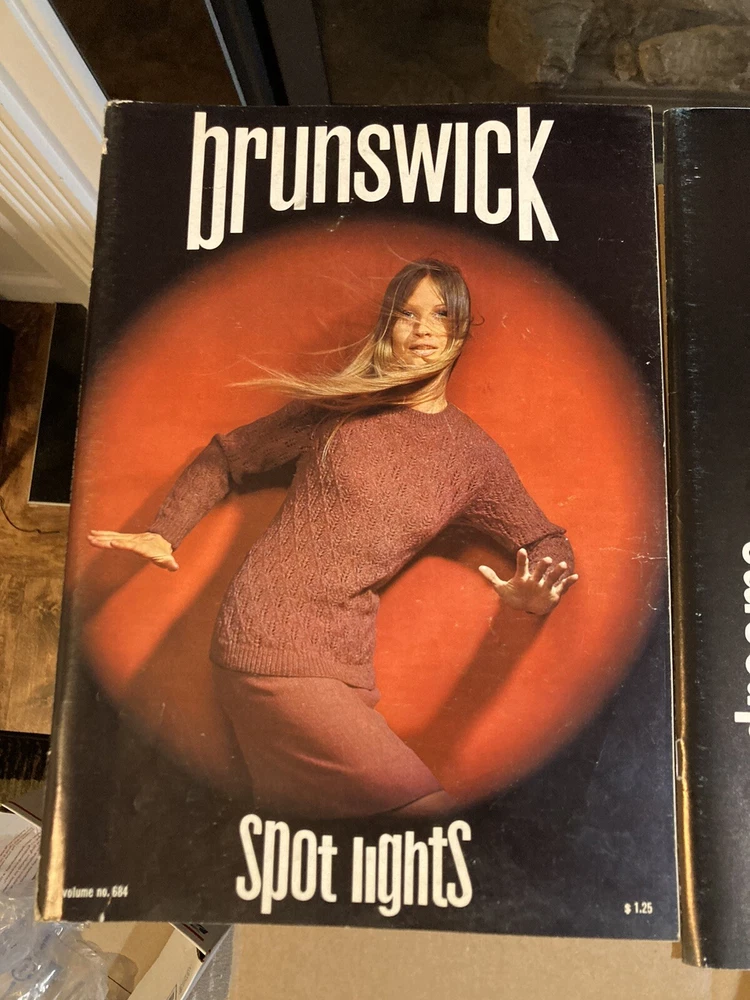 brunswick
spot lights
volume no. 684
$ 1.25